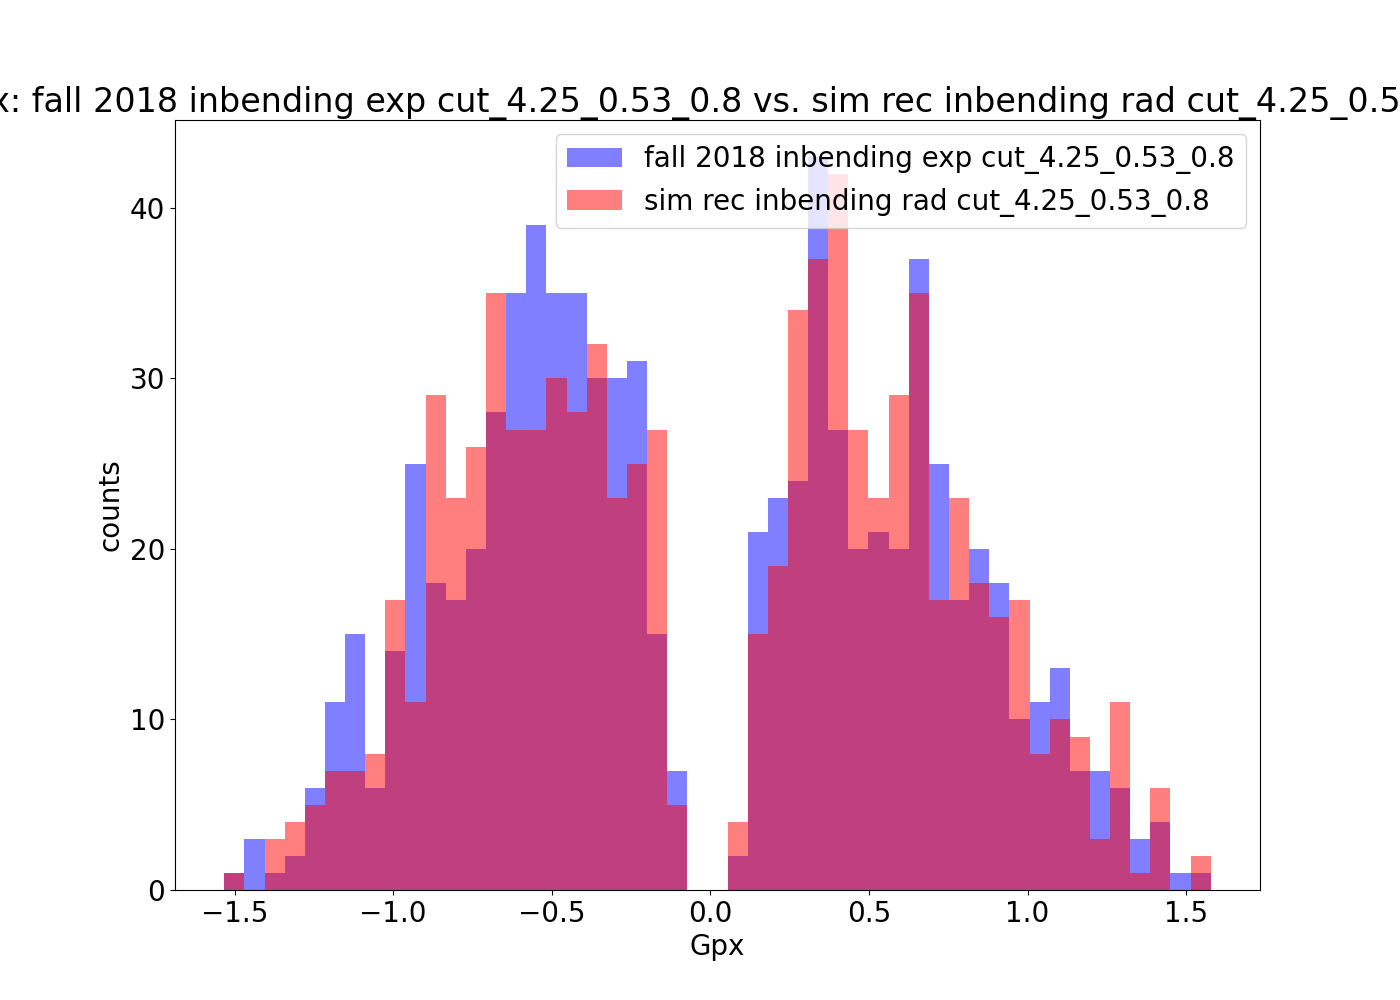 x: fall 2018 inbending exp cut_4.25_0.53_0.8 vs. sim rec inbending rad cut_4.25_0.5
fall 2018 inbending exp cut_4.25_0.53_0.8
sim rec inbending rad cut_4.25_0.53_0.8
40
30
20
10
0
counts
−1.5 −1.0 −0.5 0.0 0.5 1.0 1.5
Gpx